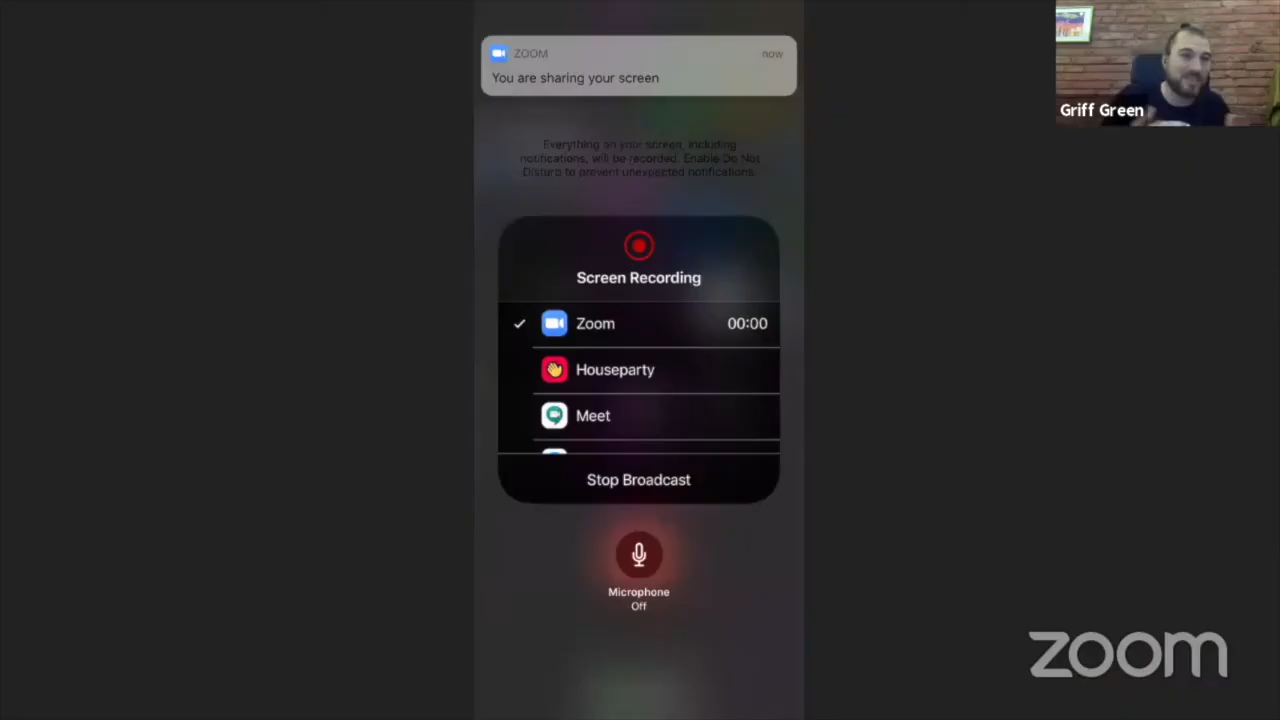 ZOOM
now
You are sharing your screen
Griff Green
Everything on your screen, including
notifications, will be recorded. Enable Do Not
Disturb to prevent unexpected notifications.
Screen Recording
Zoom
00:00
Houseparty
Meet
Stop Broadcast
Microphone
Off
zoom